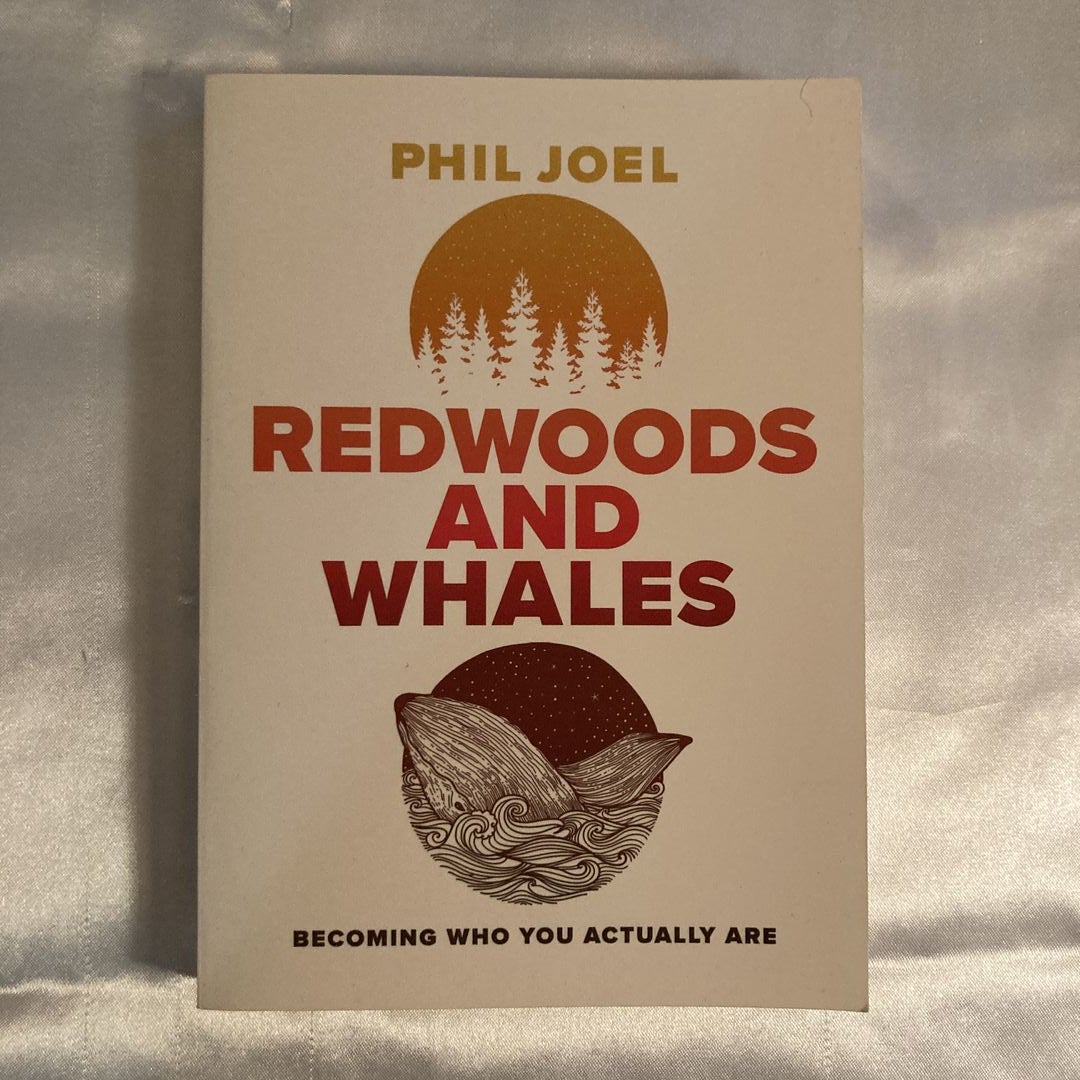 PHIL JOEL
REDWOODS
AND
WHALES
BECOMING WHO YOU ACTUALLY ARE